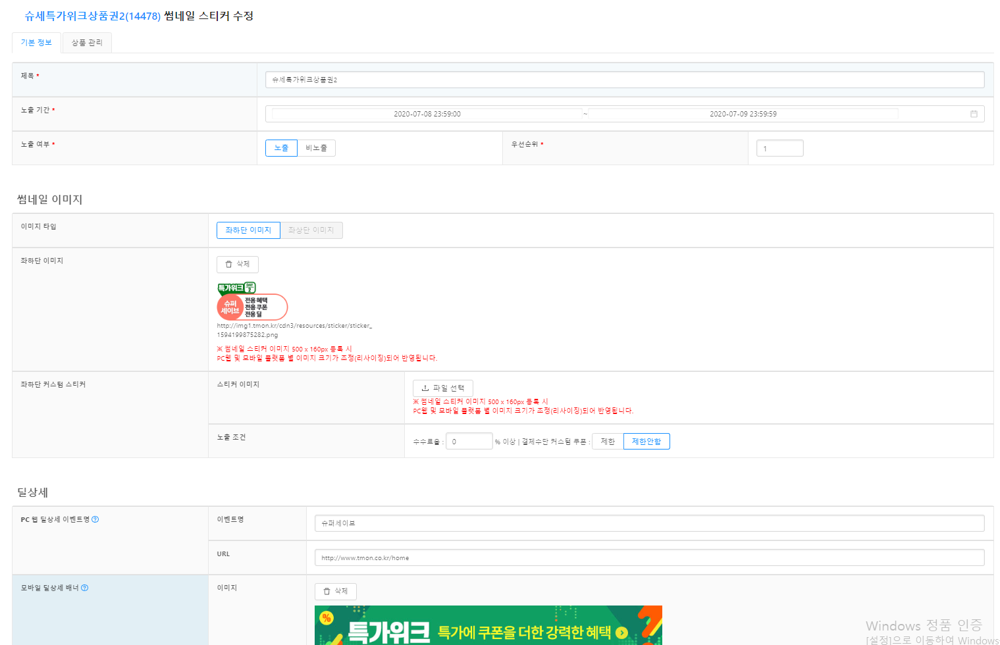 슈세특가위크상품권2(14478) 썸네일 스티커 수정
기본 정보
상품 관리
제목 *
슈세특가위크상품권2
노출 기간 *
2020-07-08 23:59:00 ~ 2020-07-09 23:59:59
노출 여부 *
노출 비노출
우선순위 *
1
썸네일 이미지
이미지 타입
좌하단 이미지 좌상단 이미지
좌하단 이미지
삭제
특가위크 DAY 2
슈퍼
세이브
전용 혜택
전용 쿠폰
전용 딜
http://img1.tmon.kr/cdn3/resources/sticker/sticker_
1594199875282.png
※ 썸네일 스티커 이미지 500 x 160px 등록 시
PC웹 및 모바일 플랫폼 별 이미지 크기가 조정(리사이징)되어 반영됩니다.
좌하단 커스텀 스티커
스티커 이미지
파일 선택
※ 썸네일 스티커 이미지 500 x 160px 등록 시
PC웹 및 모바일 플랫폼 별 이미지 크기가 조정(리사이징)되어 반영됩니다.
노출 조건
수수료율 : 0 % 이상 | 결제수단 커스텀 쿠폰 : 제한 제한안함
딜상세
PC 웹 딜상세 이벤트명
이벤트명
슈퍼세이브
URL
http://www.tmon.co.kr/home
모바일 딜상세 배너
이미지
삭제
%
특가위크 특가에 쿠폰을 더한 강력한 혜택
Windows 정품 인증
[설정]으로 이동하여 Windows